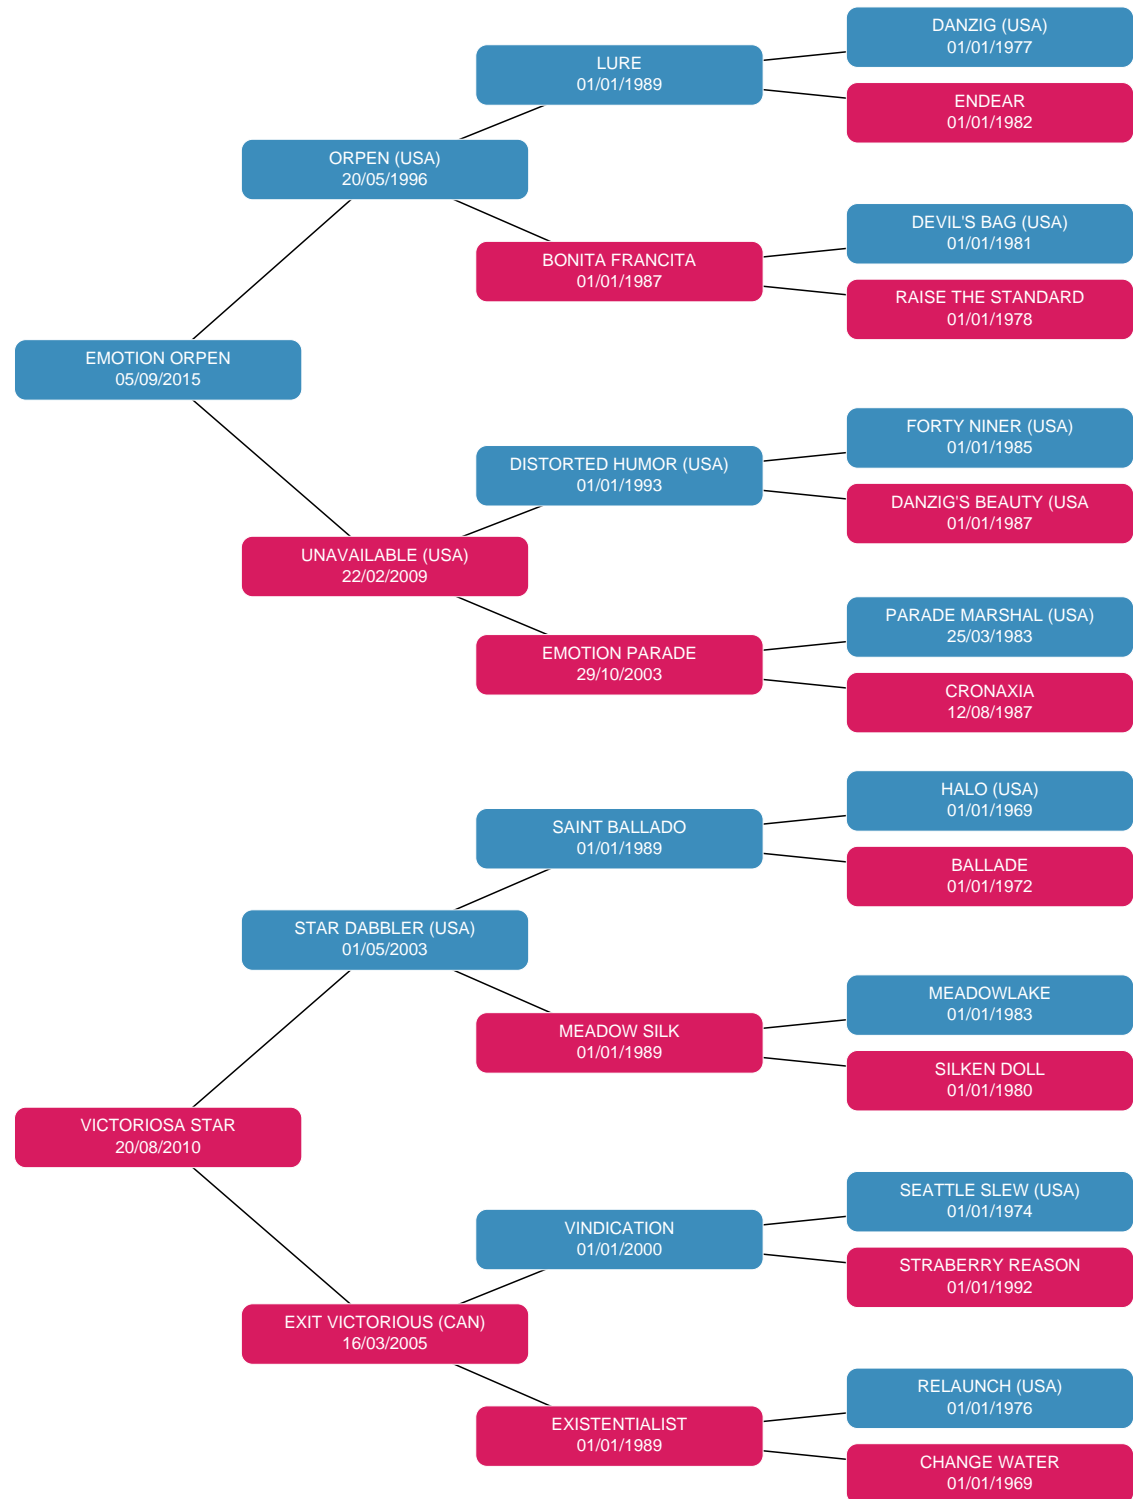 DANZIG (USA)
01/01/1977
LURE
01/01/1989
ENDEAR
01/01/1982
ORPEN (USA)
20/05/1996
DEVIL'S BAG (USA)
01/01/1981
BONITA FRANCITA
01/01/1987
RAISE THE STANDARD
01/01/1978
EMOTION ORPEN
05/09/2015
FORTY NINER (USA)
01/01/1985
DISTORTED HUMOR (USA)
01/01/1993
DANZIG'S BEAUTY (USA
01/01/1987
UNAVAILABLE (USA)
22/02/2009
PARADE MARSHAL (USA)
25/03/1983
EMOTION PARADE
29/10/2003
CRONAXIA
12/08/1987
HALO (USA)
01/01/1969
SAINT BALLADO
01/01/1989
BALLADE
01/01/1972
STAR DABBLER (USA)
01/05/2003
MEADOWLAKE
01/01/1983
MEADOW SILK
01/01/1989
SILKEN DOLL
01/01/1980
VICTORIOSA STAR
20/08/2010
SEATTLE SLEW (USA)
01/01/1974
VINDICATION
01/01/2000
STRABERRY REASON
01/01/1992
EXIT VICTORIOUS (CAN)
16/03/2005
RELAUNCH (USA)
01/01/1976
EXISTENTIALIST
01/01/1989
CHANGE WATER
01/01/1969